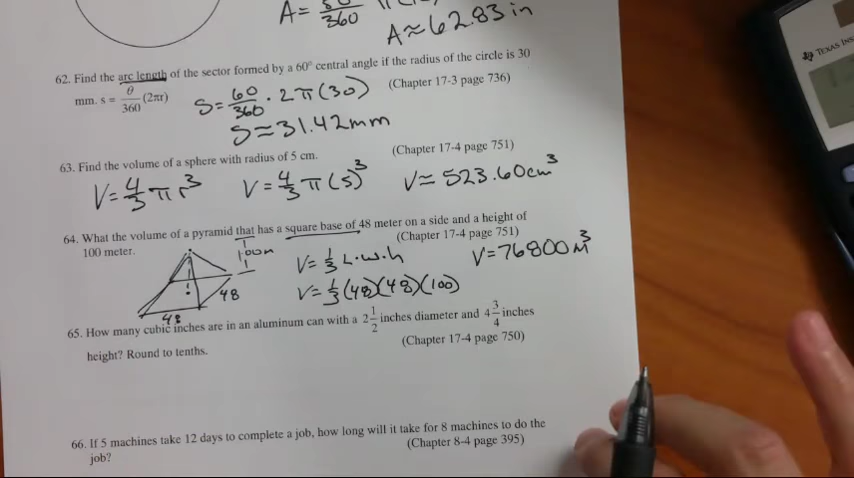 A = 360
A ≈ 62.83 in
62. Find the arc length of the sector formed by a 60° central angle if the radius of the circle is 30
mm. s = θ/360 (2πr) (Chapter 17-3 page 736)
S = 60/360 · 2π(30)
S ≈ 31.42mm
63. Find the volume of a sphere with radius of 5 cm. (Chapter 17-4 page 751)
V = 4/3 π r³ V = 4/3 π (5)³ V ≈ 523.60cm³
64. What the volume of a pyramid that has a square base of 48 meter on a side and a height of
100 meter. (Chapter 17-4 page 751)
100m V = 1/3 L·w·h V = 76800 m³
48 V = 1/3 (48)(48)(100)
48
65. How many cubic inches are in an aluminum can with a 2 1/2 inches diameter and 4 3/4 inches
height? Round to tenths. (Chapter 17-4 page 750)
66. If 5 machines take 12 days to complete a job, how long will it take for 8 machines to do the
job? (Chapter 8-4 page 395)
TEXAS INS